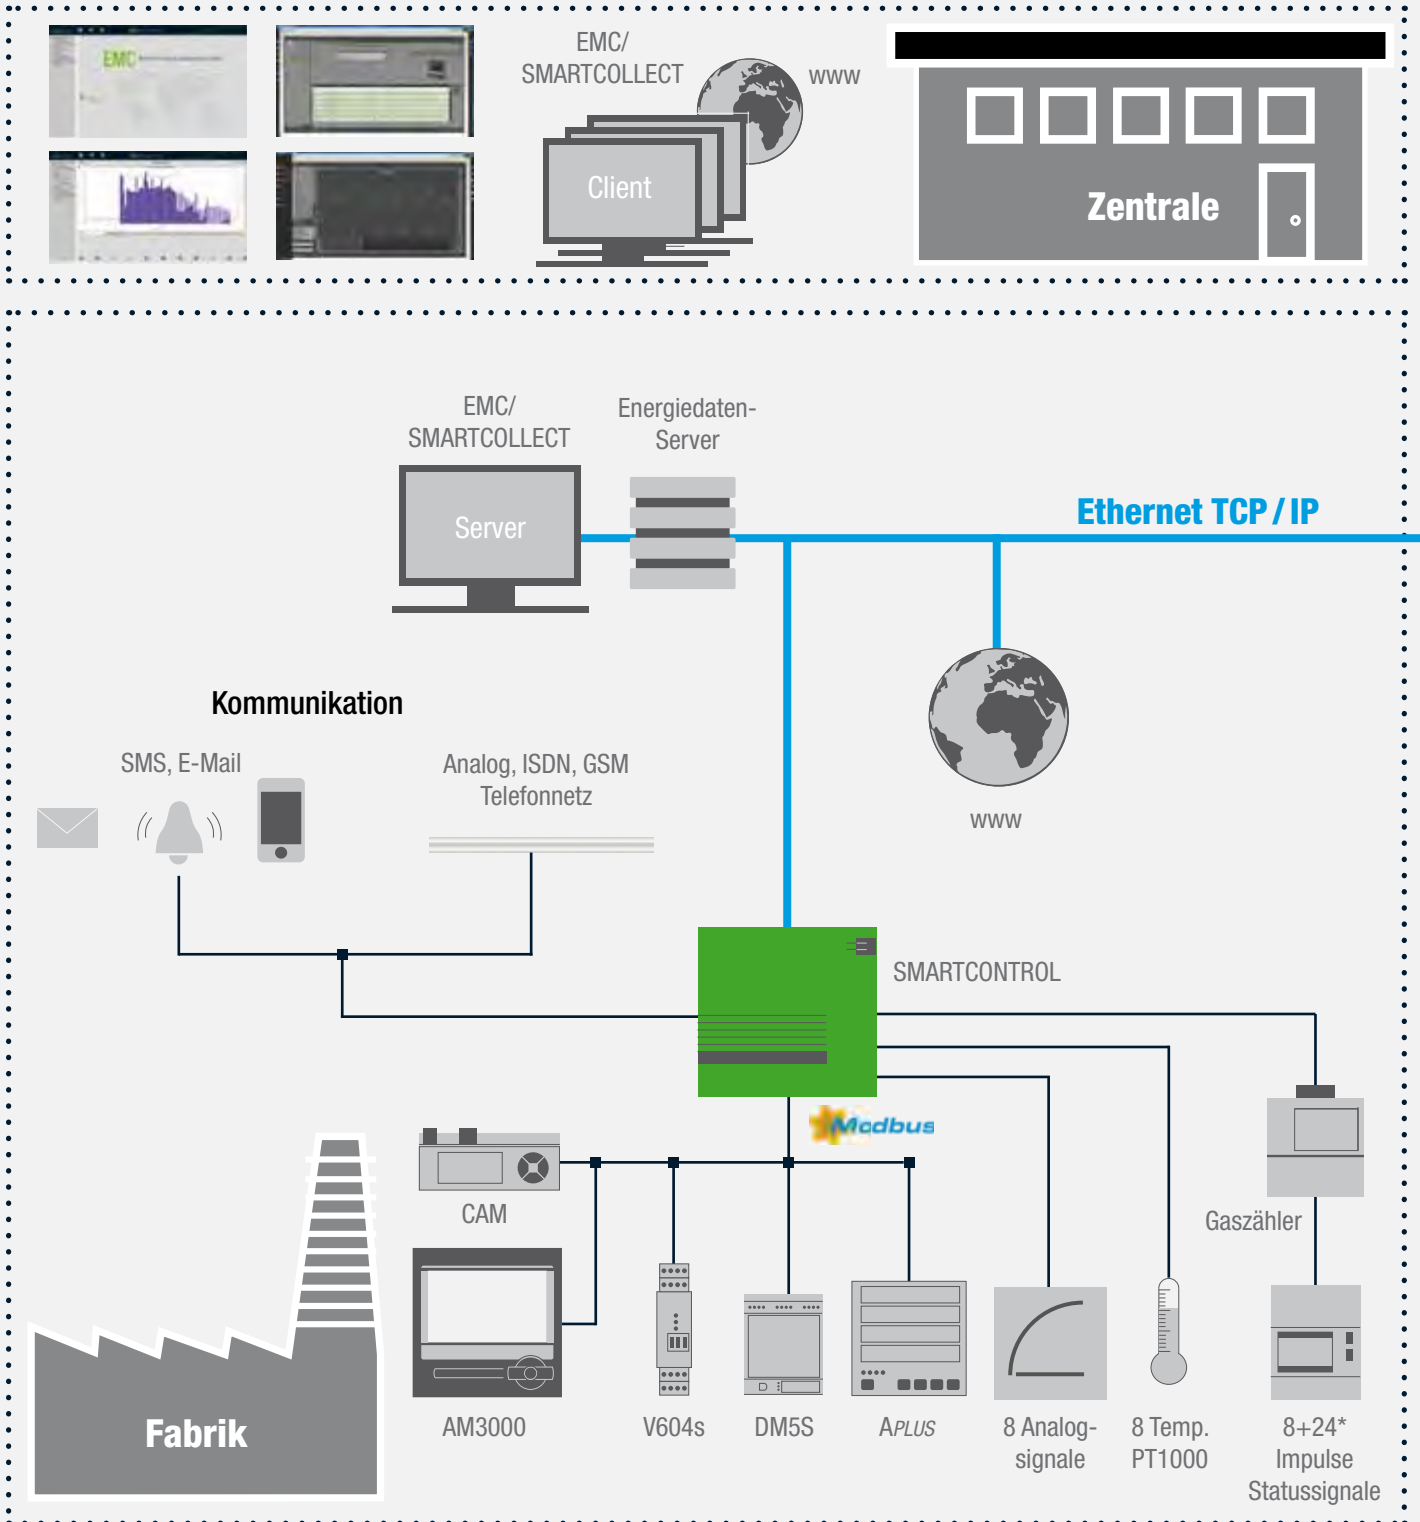 EMC
EMC/
SMARTCOLLECT
www
Client
Zentrale
EMC/
SMARTCOLLECT
Energiedaten-
Server
Server
Ethernet TCP / IP
Kommunikation
SMS, E-Mail
Analog, ISDN, GSM
Telefonnetz
www
SMARTCONTROL
Modbus
CAM
Gaszähler
Fabrik
AM3000
V604s
DM5S
APLUS
8 Analog-
signale
8 Temp.
PT1000
8+24*
Impulse
Statussignale